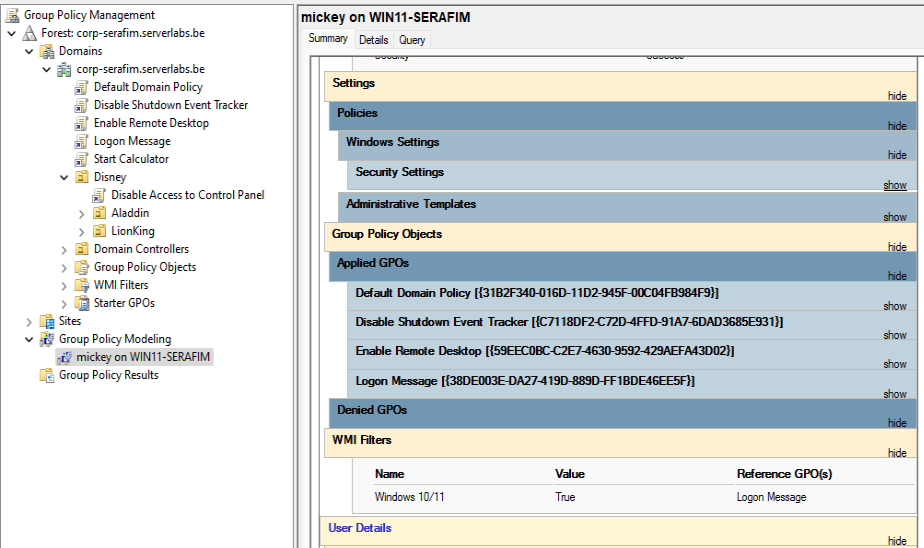 Group Policy Management
Forest: corp-serafim.serverlabs.be
Domains
corp-serafim.serverlabs.be
Default Domain Policy
Disable Shutdown Event Tracker
Enable Remote Desktop
Logon Message
Start Calculator
Disney
Disable Access to Control Panel
Aladdin
LionKing
Domain Controllers
Group Policy Objects
WMI Filters
Starter GPOs
Sites
Group Policy Modeling
mickey on WIN11-SERAFIM
Group Policy Results
mickey on WIN11-SERAFIM
Summary Details Query
Settings
hide
Policies
hide
Windows Settings
hide
Security Settings
show
Administrative Templates
show
Group Policy Objects
hide
Applied GPOs
hide
Default Domain Policy [{31B2F340-016D-11D2-945F-00C04FB984F9}]
show
Disable Shutdown Event Tracker [{C7118DF2-C72D-4FFD-91A7-6DAD3685E931}]
show
Enable Remote Desktop [{59EEC0BC-C2E7-4630-9592-429AEFA43D02}]
show
Logon Message [{38DE003E-DA27-419D-889D-FF1BDE46EE5F}]
show
Denied GPOs
hide
WMI Filters
hide
Name Value Reference GPO(s)
Windows 10/11 True Logon Message
User Details
hide